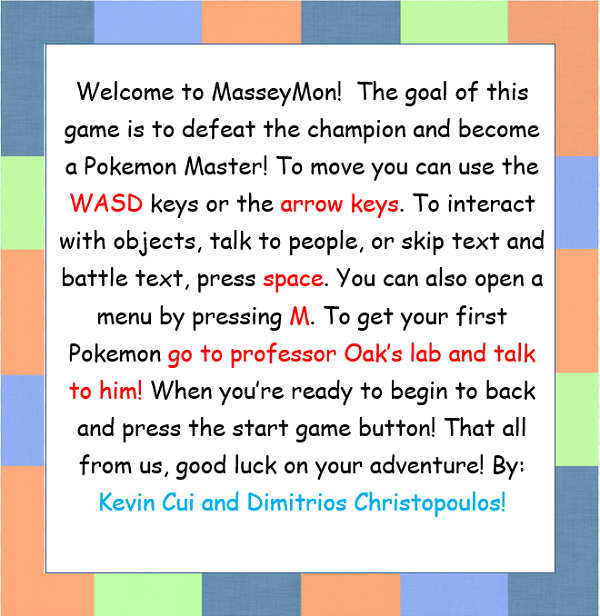 Welcome to MasseyMon!  The goal of this
game is to defeat the champion and become
a Pokemon Master! To move you can use the
WASD keys or the arrow keys. To interact
with objects, talk to people, or skip text and
battle text, press space. You can also open a
menu by pressing M. To get your first
Pokemon go to professor Oak’s lab and talk
to him! When you’re ready to begin to back
and press the start game button! That all
from us, good luck on your adventure! By:
Kevin Cui and Dimitrios Christopoulos!